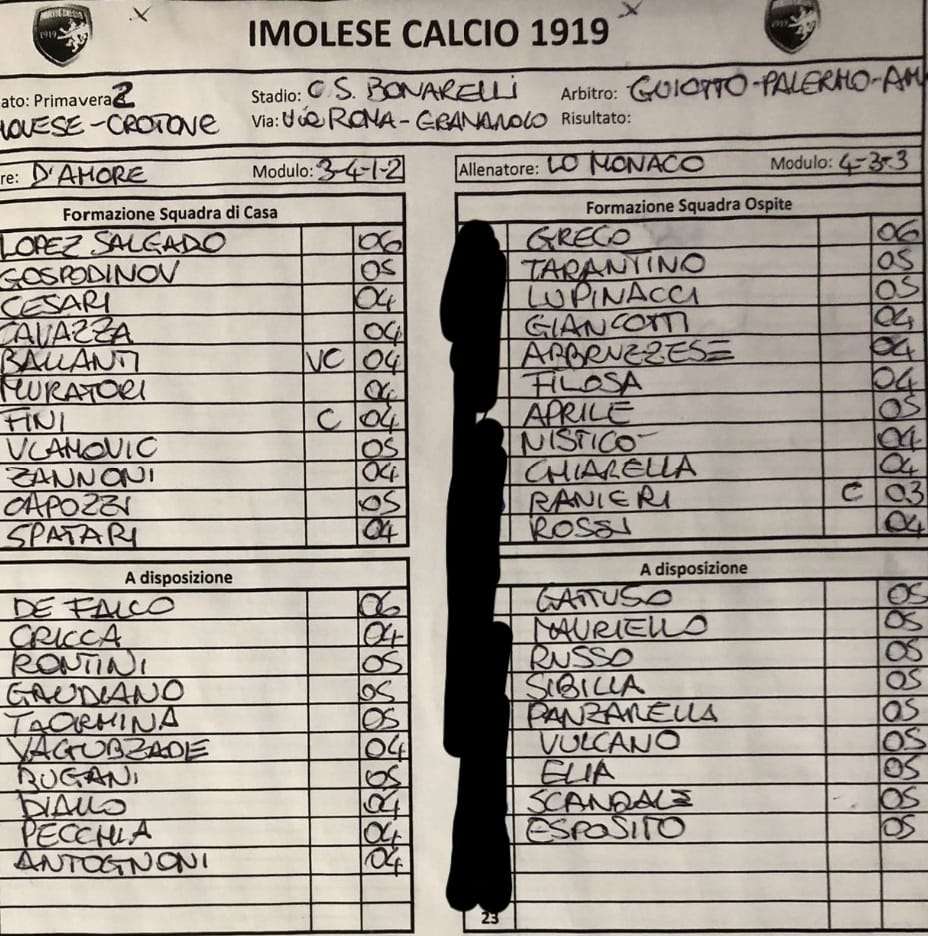 IMOLESE CALCIO 1919
ato: Primavera 2 Stadio: C.S. BONARELLI Arbitro: GUIOTTO-PALERMO-AM
MOLESE-CROTONE Via: Via ROMA-GRANAROLO Risultato:
re: D'AMORE Modulo: 3-4-1-2 Allenatore: LO MONACO Modulo: 4-3-3
Formazione Squadra di Casa
LOPEZ SALGADO 06
GOSPODINOV 05
CESARI 04
CAVAZZA 04
BALLANTI VC 04
MURATORI 04
FINI C 04
VLAHOVIC 05
ZANNONI 04
CAPOZZI 05
SPATARI 04
A disposizione
DE FALCO 06
CRICCA 04
RONTINI 05
GAUDIANO 05
TAORMINA 05
YAGUBZADE 04
BUGANI 05
DIALLO 04
PECCHIA 04
ANTOGNONI 04
Formazione Squadra Ospite
GRECO 06
TARANTINO 05
LUPINACCI 05
GIANCOTTI 04
ABBRUZZESE 04
FILOSA 04
APRILE 05
NISTICO' 04
CHIARELLA 04
RANIERI C 03
ROSSI 04
A disposizione
GATTUSO 05
MAURIELLO 05
RUSSO 05
SIBILLA 05
PANZARELLA 05
VULCANO 05
ELIA 05
SCANDALE 05
ESPOSITO 05
23